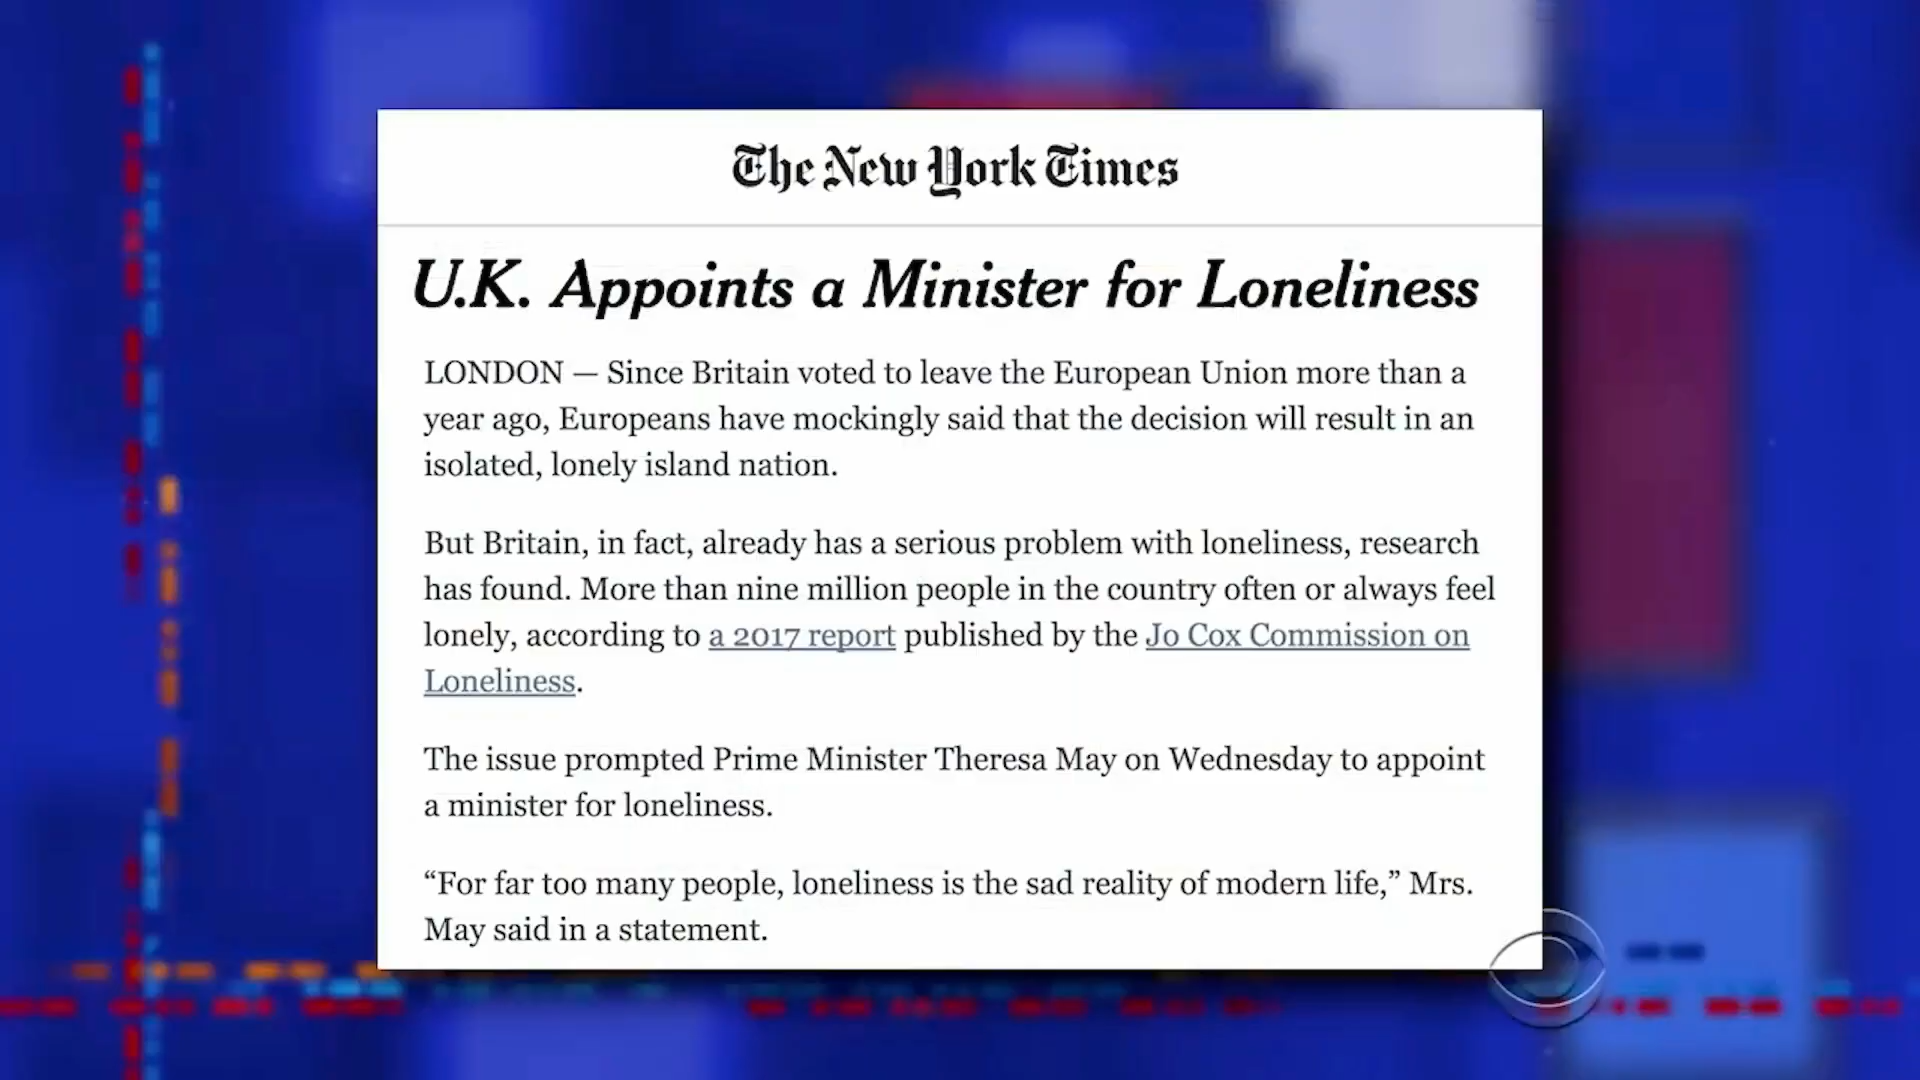 The New York Times
U.K. Appoints a Minister for Loneliness
LONDON — Since Britain voted to leave the European Union more than a
year ago, Europeans have mockingly said that the decision will result in an
isolated, lonely island nation.
But Britain, in fact, already has a serious problem with loneliness, research
has found. More than nine million people in the country often or always feel
lonely, according to a 2017 report published by the Jo Cox Commission on
Loneliness.
The issue prompted Prime Minister Theresa May on Wednesday to appoint
a minister for loneliness.
“For far too many people, loneliness is the sad reality of modern life,” Mrs.
May said in a statement.